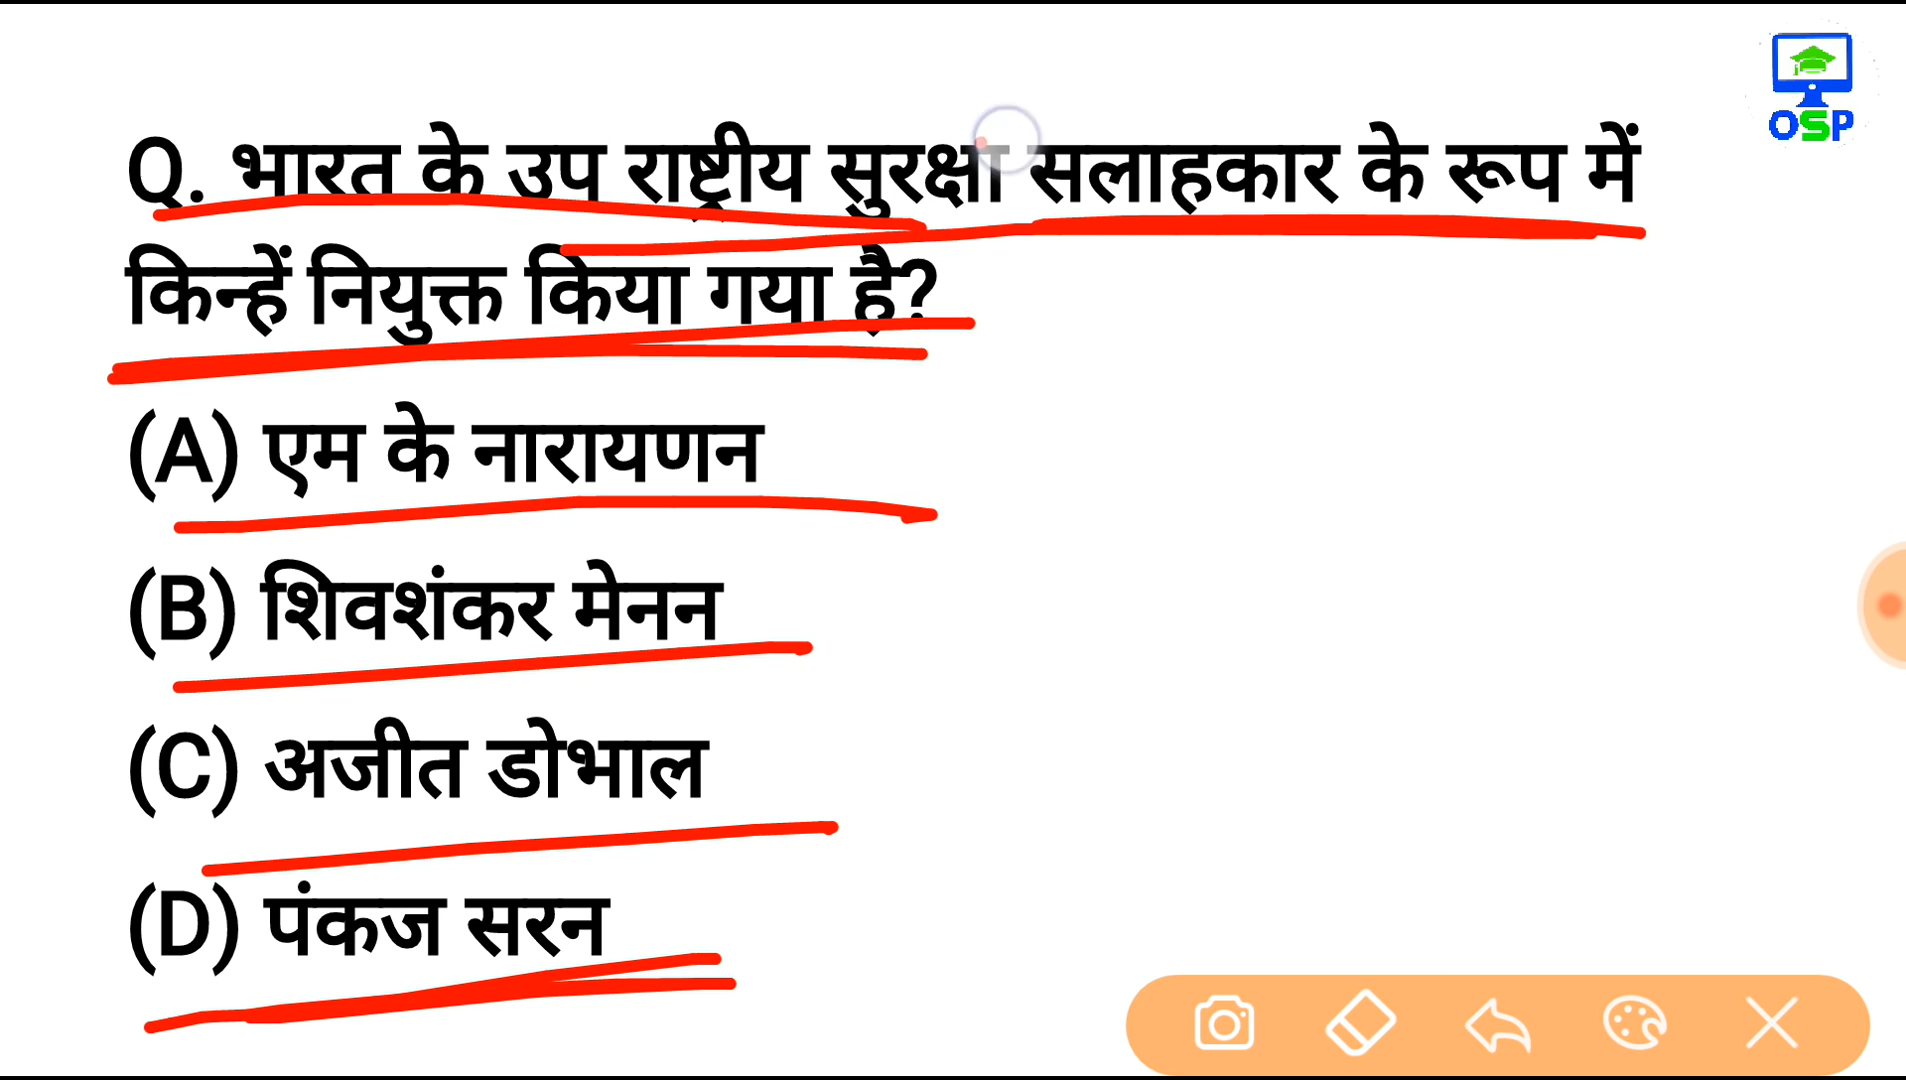 OSP
Q. भारत के उप राष्ट्रीय सुरक्षा सलाहकार के रूप में
किन्हें नियुक्त किया गया है?
(A) एम के नारायणन
(B) शिवशंकर मेनन
(C) अजीत डोभाल
(D) पंकज सरन